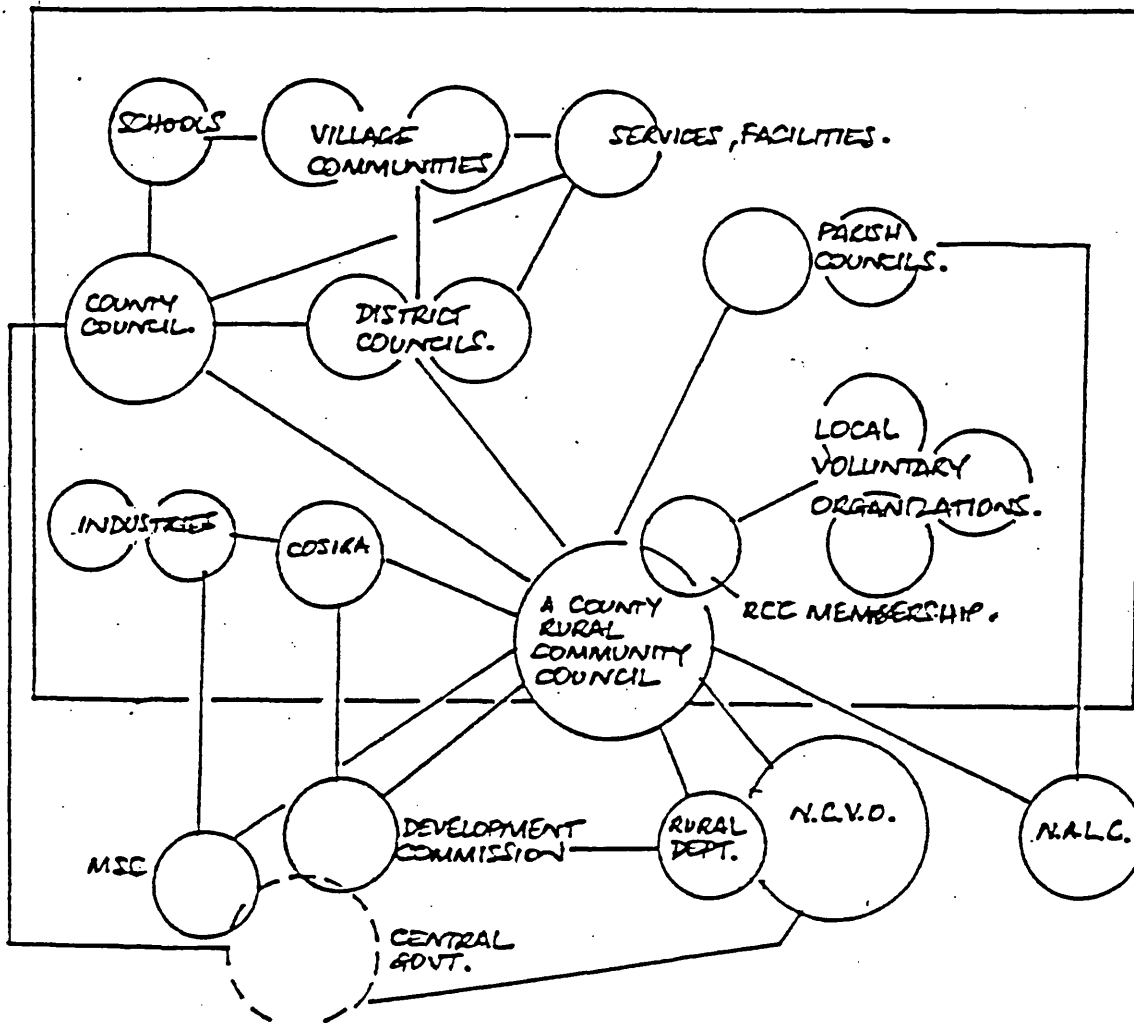 SCHOOLS
VILLAGE
COMMUNITIES
SERVICES, FACILITIES.
PARISH
COUNCILS.
COUNTY
COUNCIL.
DISTRICT
COUNCILS.
LOCAL
VOLUNTARY
ORGANIZATIONS.
INDUSTRIES
COSIRA
A COUNTY
RURAL
COMMUNITY
COUNCIL
RCC MEMBERSHIP.
DEVELOPMENT
COMMISSION
RURAL
DEPT.
N.C.V.O.
N.A.L.C.
MSC
CENTRAL
GOVT.